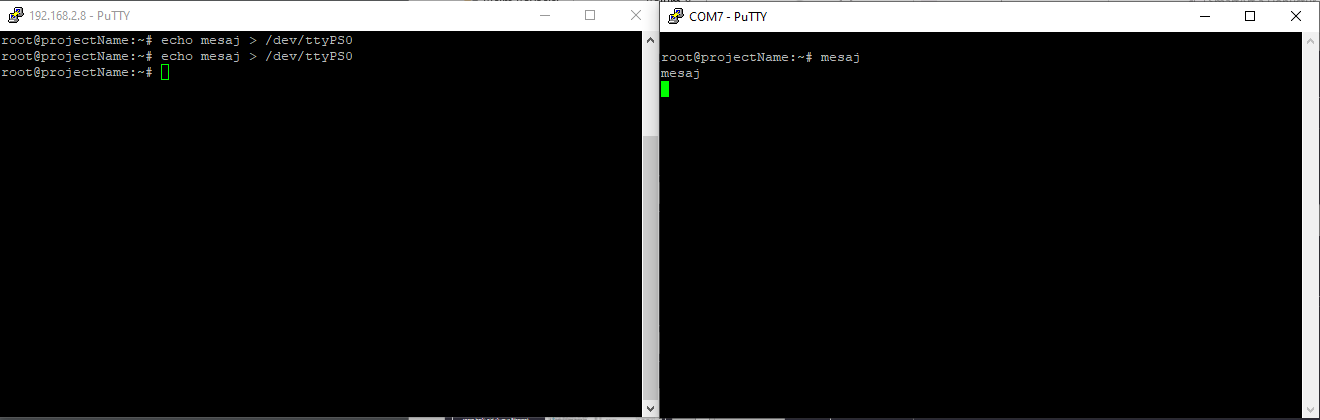 192.168.2.8 - PuTTY
root@projectName:~# echo mesaj > /dev/ttyPS0
root@projectName:~# echo mesaj > /dev/ttyPS0
root@projectName:~#
COM7 - PuTTY
root@projectName:~# mesaj
mesaj